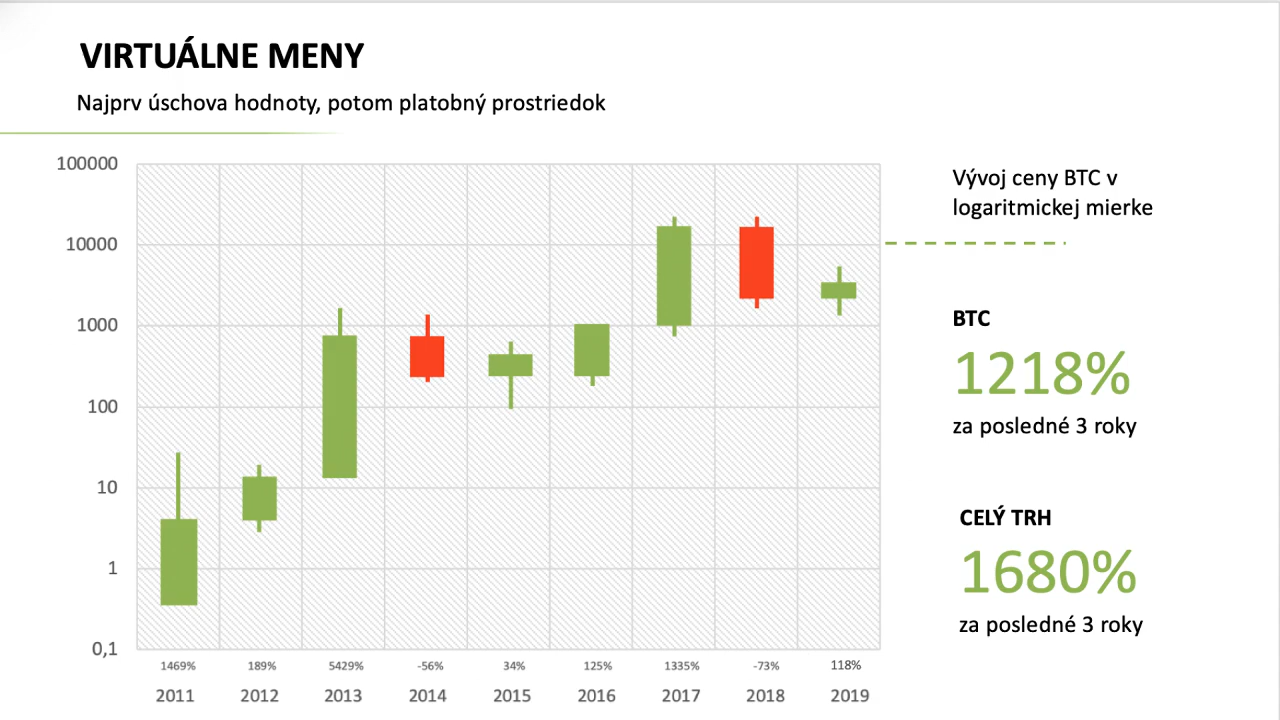 VIRTUÁLNE MENY
Najprv úschova hodnoty, potom platobný prostriedok
100000
10000
1000
100
10
1
0,1
1469% 189% 5429% -56% 34% 125% 1335% -73% 118%
2011 2012 2013 2014 2015 2016 2017 2018 2019
Vývoj ceny BTC v
logaritmickej mierke
BTC
1218%
za posledné 3 roky
CELÝ TRH
1680%
za posledné 3 roky